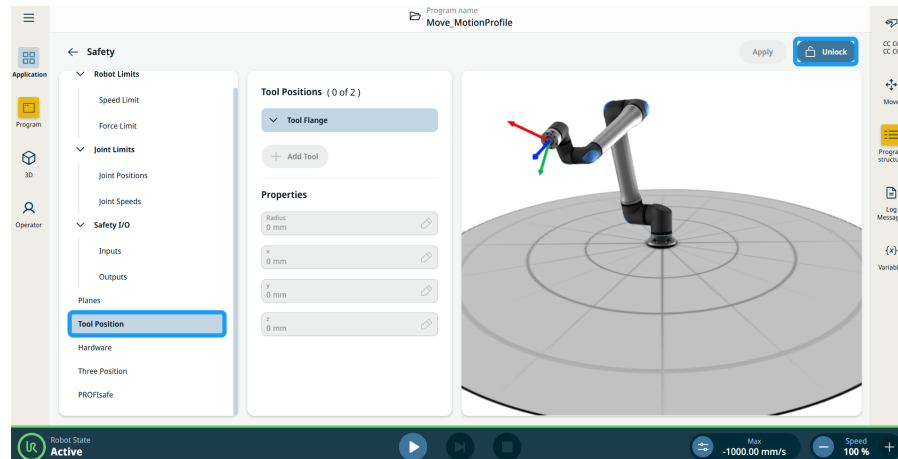 Program name
Move_MotionProfile
Safety
Apply
Unlock
Application
Program
3D
Operator
Robot Limits
Speed Limit
Force Limit
Joint Limits
Joint Positions
Joint Speeds
Safety I/O
Inputs
Outputs
Planes
Tool Position
Hardware
Three Position
PROFIsafe
Tool Positions ( 0 of 2 )
Tool Flange
+ Add Tool
Properties
Radius
0 mm
x
0 mm
y
0 mm
z
0 mm
Move
structu
Log
{x}
Robot State
Active
Max
-1000.00 mm/s
Speed
100 %